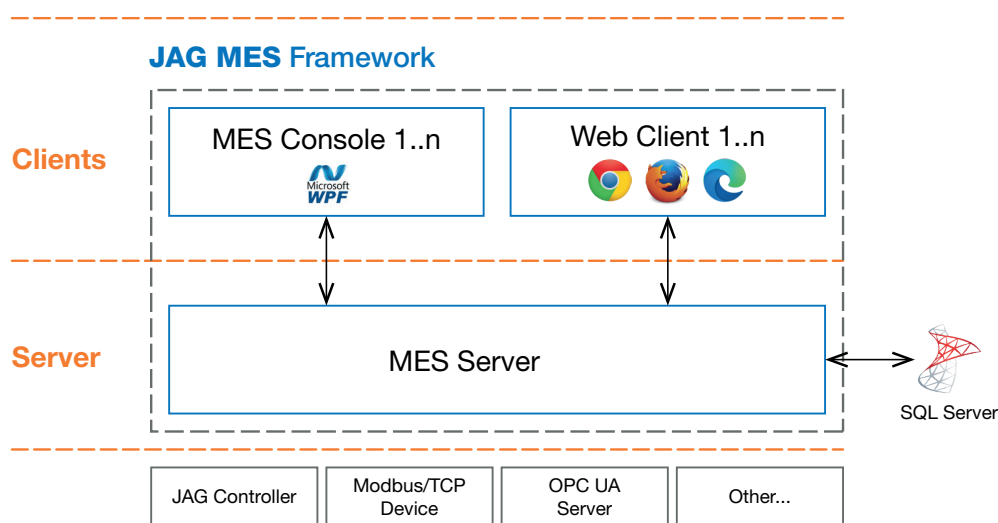 JAG MES Framework
Clients
MES Console 1..n
Microsoft
WPF
Web Client 1..n
Server
MES Server
SQL Server
JAG Controller
Modbus/TCP
Device
OPC UA
Server
Other...